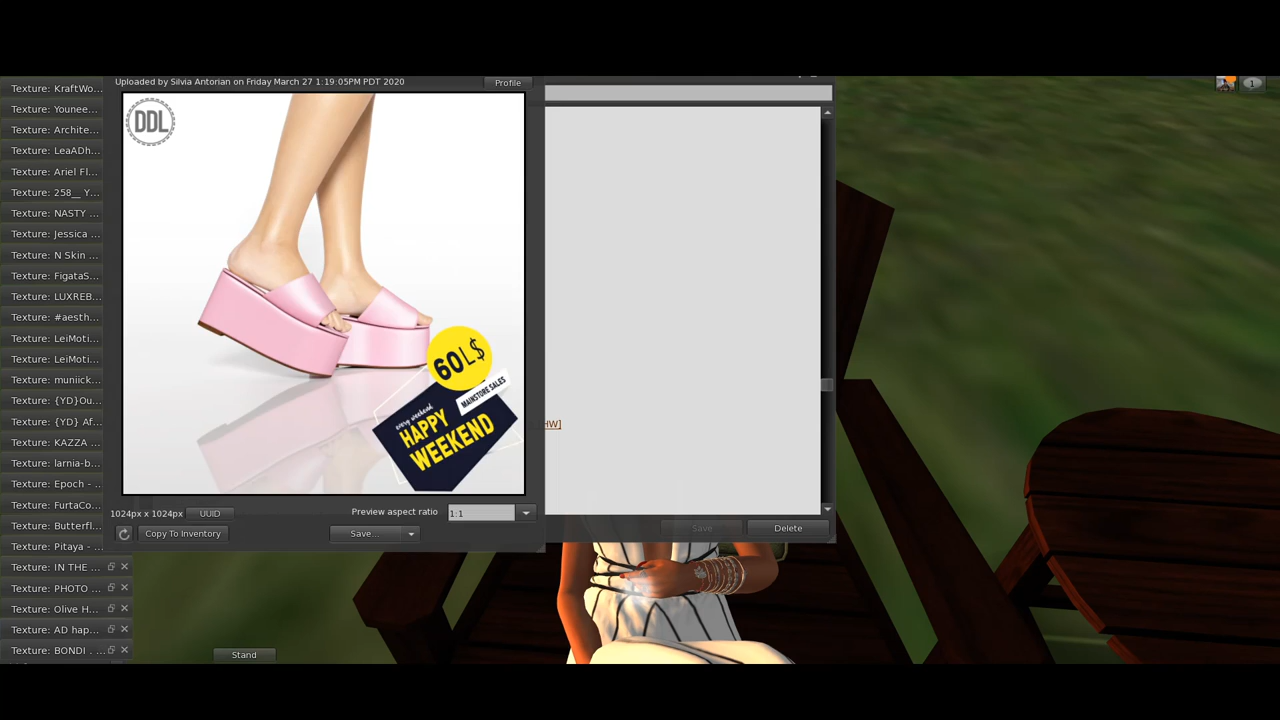 Uploaded by Silvia Antorian on Friday March 27 1:19:05PM PDT 2020
Profile
Texture: KraftWo...
Texture: Younee...
Texture: Archite...
Texture: LeaADh...
Texture: Ariel Fl...
Texture: 258__ Y...
Texture: NASTY ...
Texture: Jessica ...
Texture: N Skin ...
Texture: FigataS...
Texture: LUXREB...
Texture: #aesth...
Texture: LeiMoti...
Texture: LeiMoti...
Texture: muniick...
Texture: {YD}Ou...
Texture: {YD} Af...
Texture: KAZZA ...
Texture: larnia-b...
Texture: Epoch - ...
Texture: FurtaCo...
Texture: Butterfl...
Texture: Pitaya - ...
Texture: IN THE ...
Texture: PHOTO ...
Texture: Olive H...
Texture: AD hap...
Texture: BONDI . ...
DDL
60L$
MAINSTORE SALES
every weekend
HAPPY
WEEKEND
HW]
1024px x 1024px
UUID
Preview aspect ratio
1:1
Copy To Inventory
Save...
Save
Delete
Stand
1